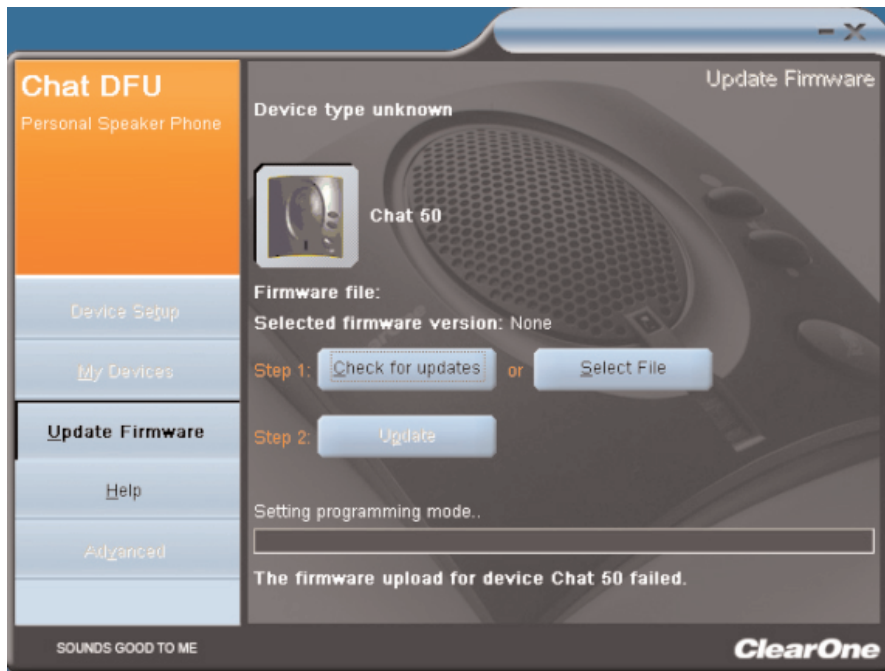 Chat DFU
Personal Speaker Phone
Update Firmware
Device type unknown
Chat 50
Firmware file:
Selected firmware version: None
Step 1: Check for updates or Select File
Step 2: Update
Setting programming mode..
The firmware upload for device Chat 50 failed.
Device Setup
My Devices
Update Firmware
Help
Advanced
SOUNDS GOOD TO ME
ClearOne